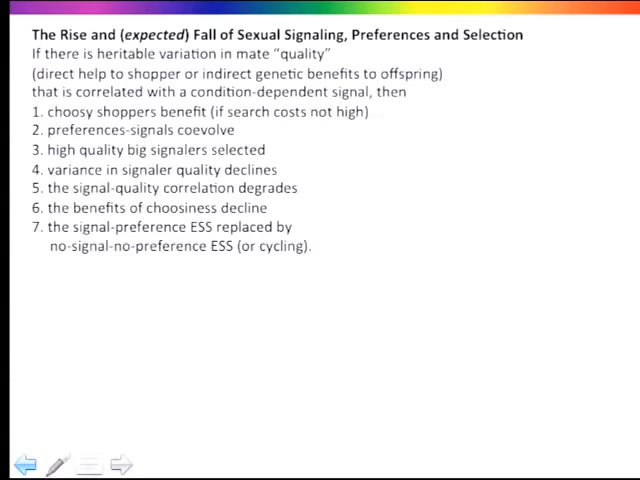 The Rise and (expected) Fall of Sexual Signaling, Preferences and Selection
If there is heritable variation in mate “quality”
(direct help to shopper or indirect genetic benefits to offspring)
that is correlated with a condition-dependent signal, then
1. choosy shoppers benefit (if search costs not high)
2. preferences-signals coevolve
3. high quality big signalers selected
4. variance in signaler quality declines
5. the signal-quality correlation degrades
6. the benefits of choosiness decline
7. the signal-preference ESS replaced by
no-signal-no-preference ESS (or cycling).